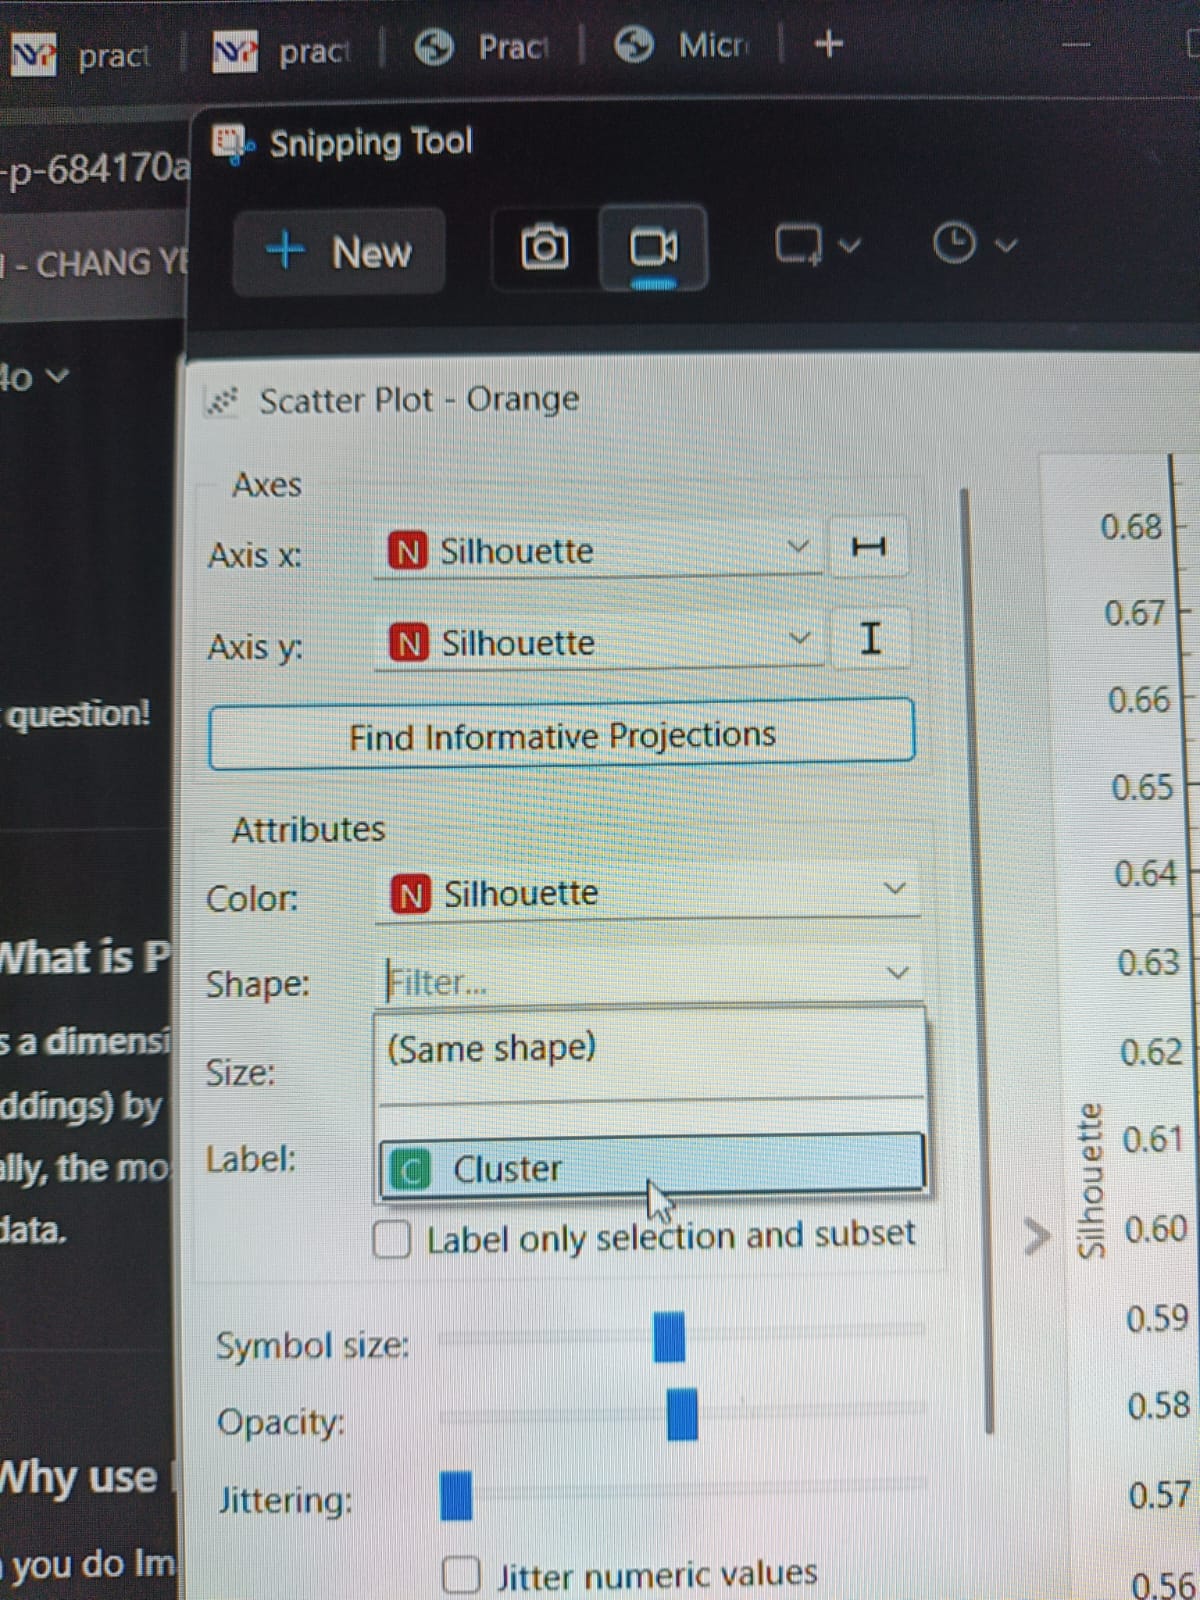 pract
pract
Pract
Micr
-p-684170a
Snipping Tool
New
- CHANG YE
4o
Scatter Plot - Orange
Axes
Axis x: N Silhouette
Axis y: N Silhouette
question!
Find Informative Projections
Attributes
Color: N Silhouette
What is P
Shape: Filter...
s a dimensi
(Same shape)
Size:
ddings) by
Label: C Cluster
ally, the mo
data.
Label only selection and subset
Symbol size:
Opacity:
Why use
Jittering:
you do Im
Jitter numeric values
0.68
0.67
0.66
0.65
0.64
0.63
0.62
0.61
0.60
0.59
0.58
0.57
0.56
Silhouette